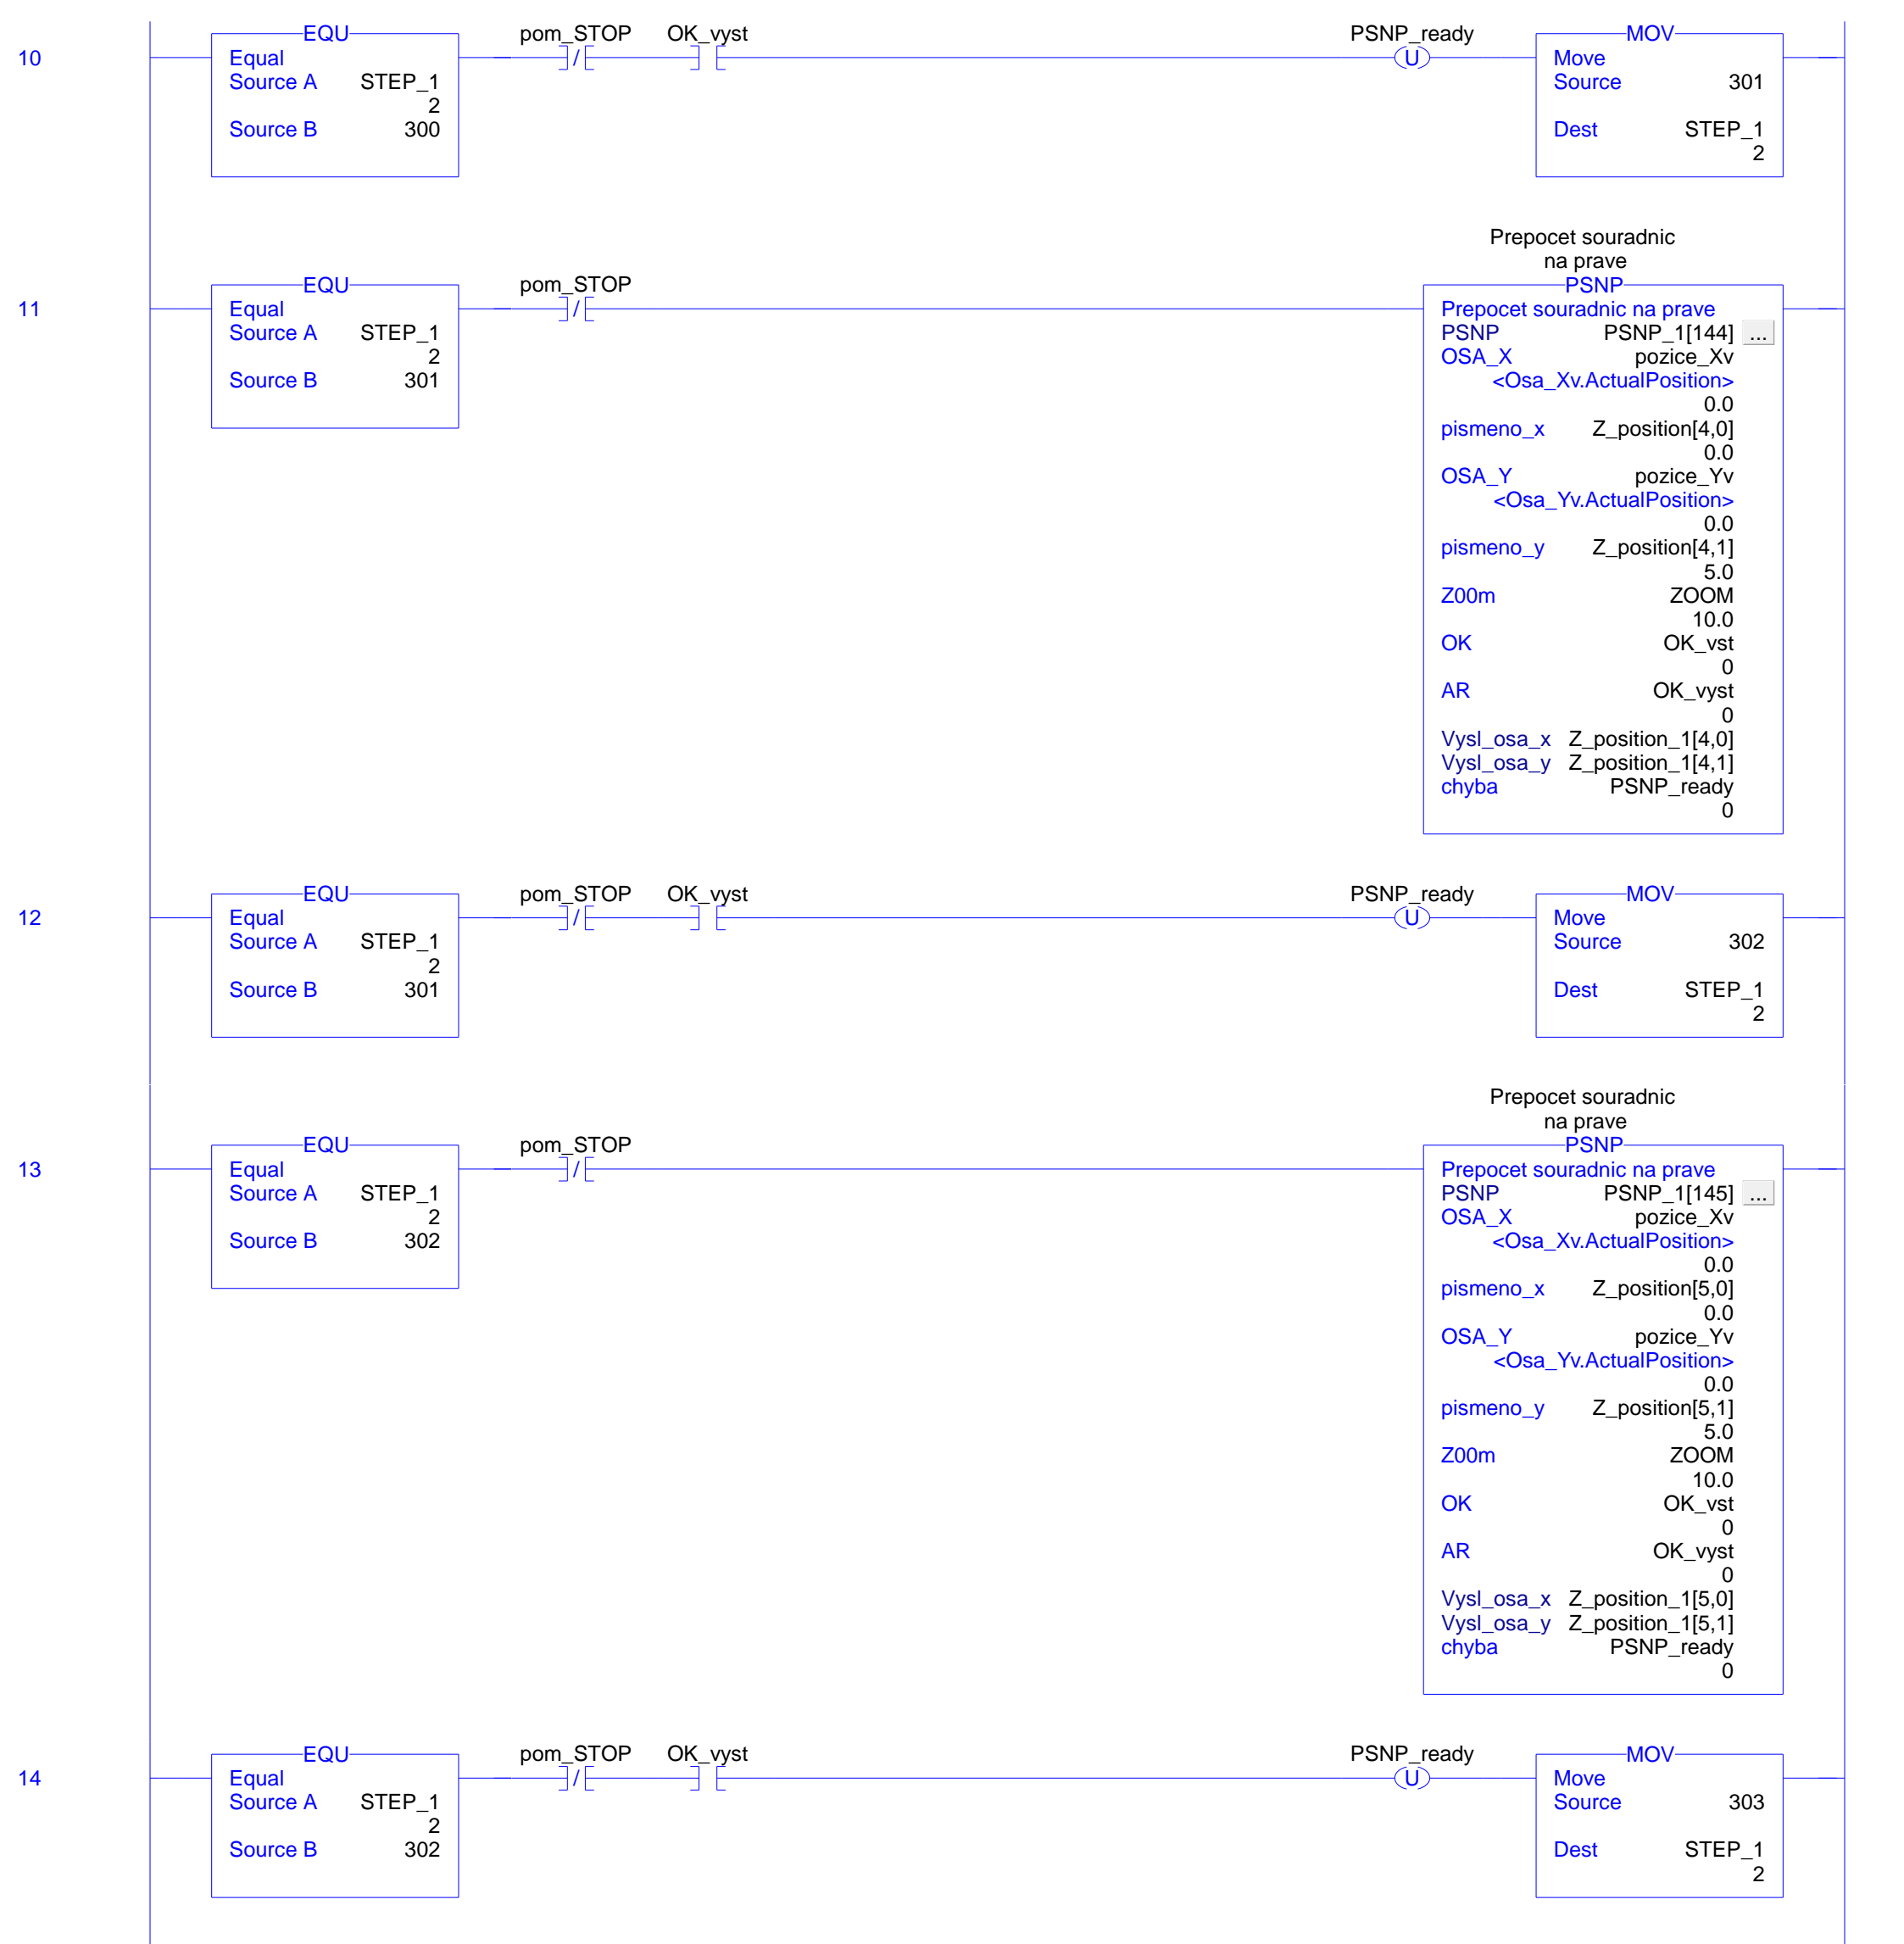 10
EQU
Equal
Source A STEP_1
2
Source B 300
pom_STOP OK_vyst
/
PSNP_ready
U
MOV
Move
Source 301
Dest STEP_1
2
Prepocet souradnic
na prave
11
EQU
Equal
Source A STEP_1
2
Source B 301
pom_STOP
/
PSNP
Prepocet souradnic na prave
PSNP PSNP_1[144] ...
OSA_X pozice_Xv
<Osa_Xv.ActualPosition>
0.0
pismeno_x Z_position[4,0]
0.0
OSA_Y pozice_Yv
<Osa_Yv.ActualPosition>
0.0
pismeno_y Z_position[4,1]
5.0
Z00m ZOOM
10.0
OK OK_vst
0
AR OK_vyst
0
Vysl_osa_x Z_position_1[4,0]
Vysl_osa_y Z_position_1[4,1]
chyba PSNP_ready
0
12
EQU
Equal
Source A STEP_1
2
Source B 301
pom_STOP OK_vyst
/
PSNP_ready
U
MOV
Move
Source 302
Dest STEP_1
2
Prepocet souradnic
na prave
13
EQU
Equal
Source A STEP_1
2
Source B 302
pom_STOP
/
PSNP
Prepocet souradnic na prave
PSNP PSNP_1[145] ...
OSA_X pozice_Xv
<Osa_Xv.ActualPosition>
0.0
pismeno_x Z_position[5,0]
0.0
OSA_Y pozice_Yv
<Osa_Yv.ActualPosition>
0.0
pismeno_y Z_position[5,1]
5.0
Z00m ZOOM
10.0
OK OK_vst
0
AR OK_vyst
0
Vysl_osa_x Z_position_1[5,0]
Vysl_osa_y Z_position_1[5,1]
chyba PSNP_ready
0
14
EQU
Equal
Source A STEP_1
2
Source B 302
pom_STOP OK_vyst
/
PSNP_ready
U
MOV
Move
Source 303
Dest STEP_1
2